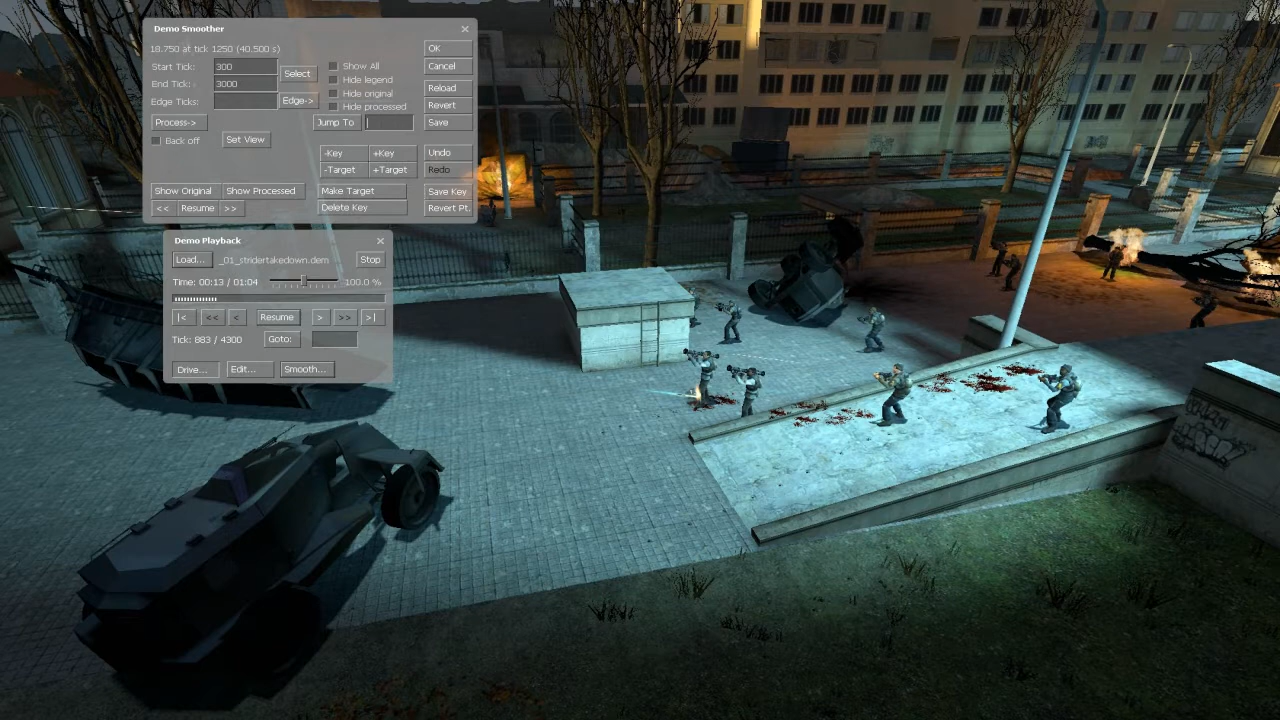 Demo Smoother
18.750 at tick 1250 (40.500 s)
OK
Start Tick: 300
Show All
Cancel
End Tick: 3000
Select
Hide legend
Hide original
Reload
Edge Ticks:
Edge->
Hide processed
Revert
Process->
Jump To
Save
Back off
Set View
-Key
+Key
Undo
-Target
+Target
Redo
Show Original
Show Processed
Make Target
Save Key
<< Resume >>
Delete Key
Revert Pt.
Demo Playback
Load... _01_stridertakedown.dem
Stop
Time: 00:13 / 01:04
100.0 %
|< << < Resume > >> >|
Tick: 883 / 4300
Goto:
Drive... Edit... Smooth...